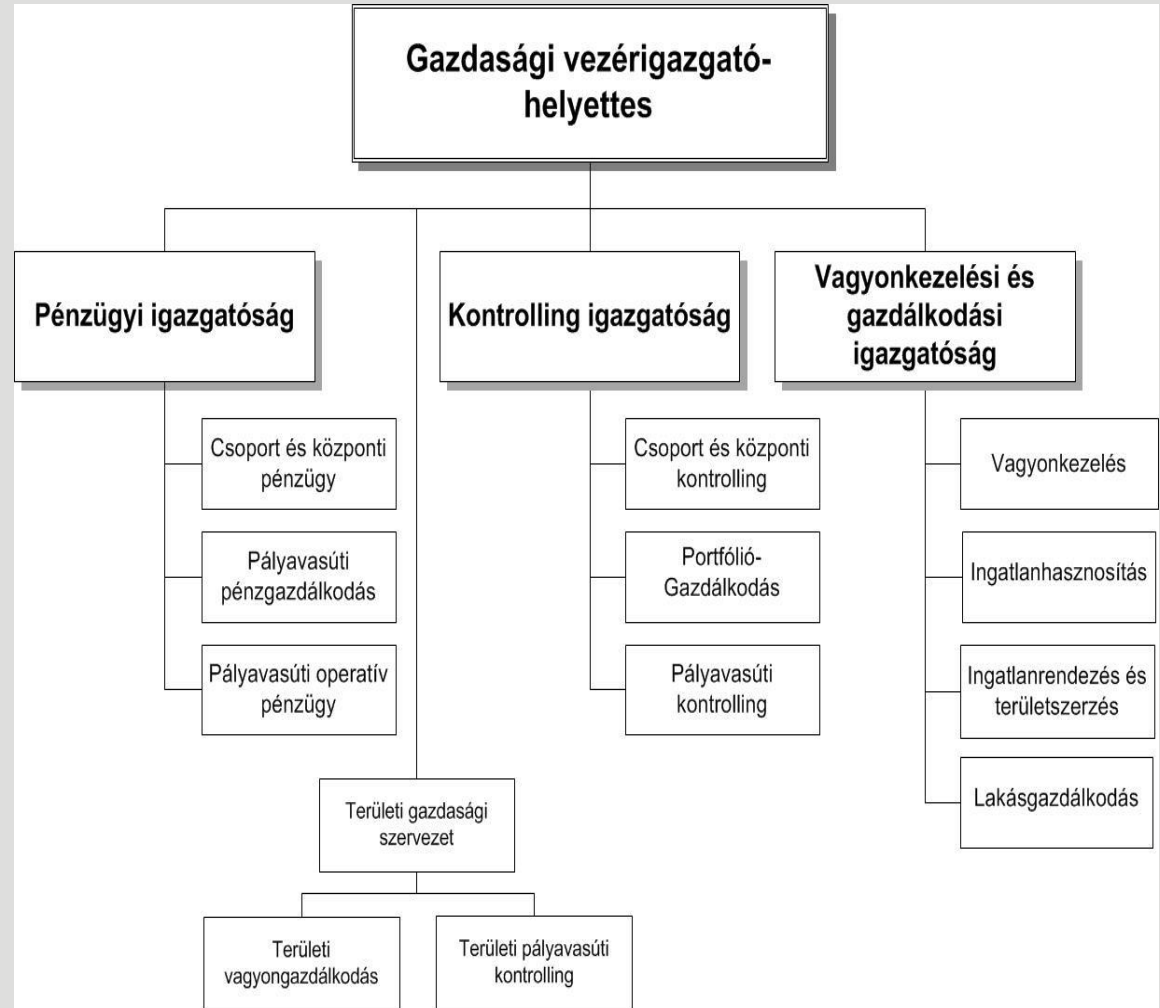 Gazdasági vezérigazgató-
helyettes
Pénzügyi igazgatóság
Kontrolling igazgatóság
Vagyonkezelési és
gazdálkodási
igazgatóság
Csoport és központi
pénzügy
Pályavasúti
pénzgazdálkodás
Pályavasúti operatív
pénzügy
Csoport és központi
kontrolling
Portfólió-
Gazdálkodás
Pályavasúti
kontrolling
Vagyonkezelés
Ingatlanhasznosítás
Ingatlanrendezés és
területszerzés
Lakásgazdálkodás
Területi gazdasági
szervezet
Területi
vagyongazdálkodás
Területi pályavasúti
kontrolling